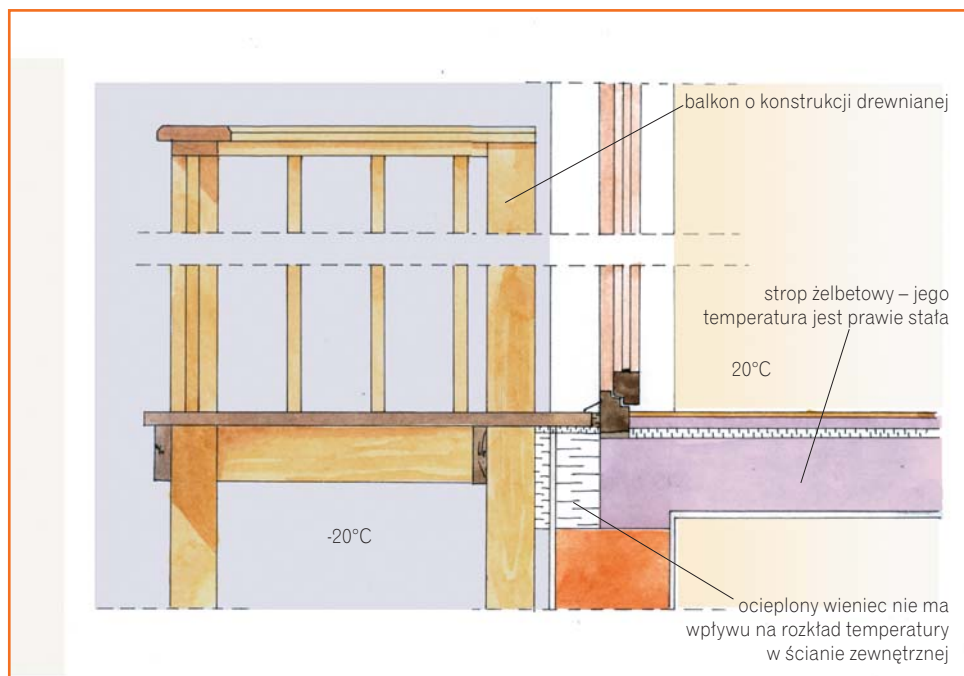 balkon o konstrukcji drewnianej
strop żelbetowy – jego
temperatura jest prawie stała
20°C
-20°C
ocieplony wieniec nie ma
wpływu na rozkład temperatury
w ścianie zewnętrznej